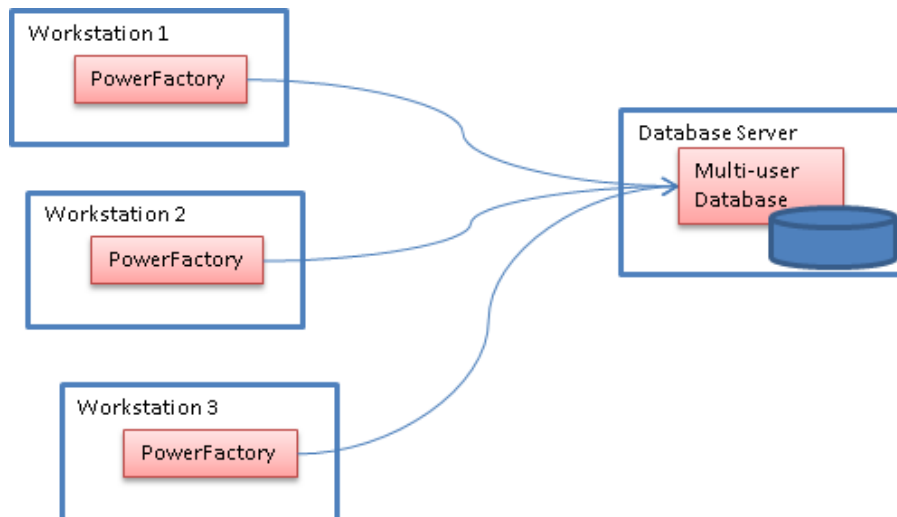 Workstation 1
PowerFactory
Database Server
Multi-user
Database
Workstation 2
PowerFactory
Workstation 3
PowerFactory